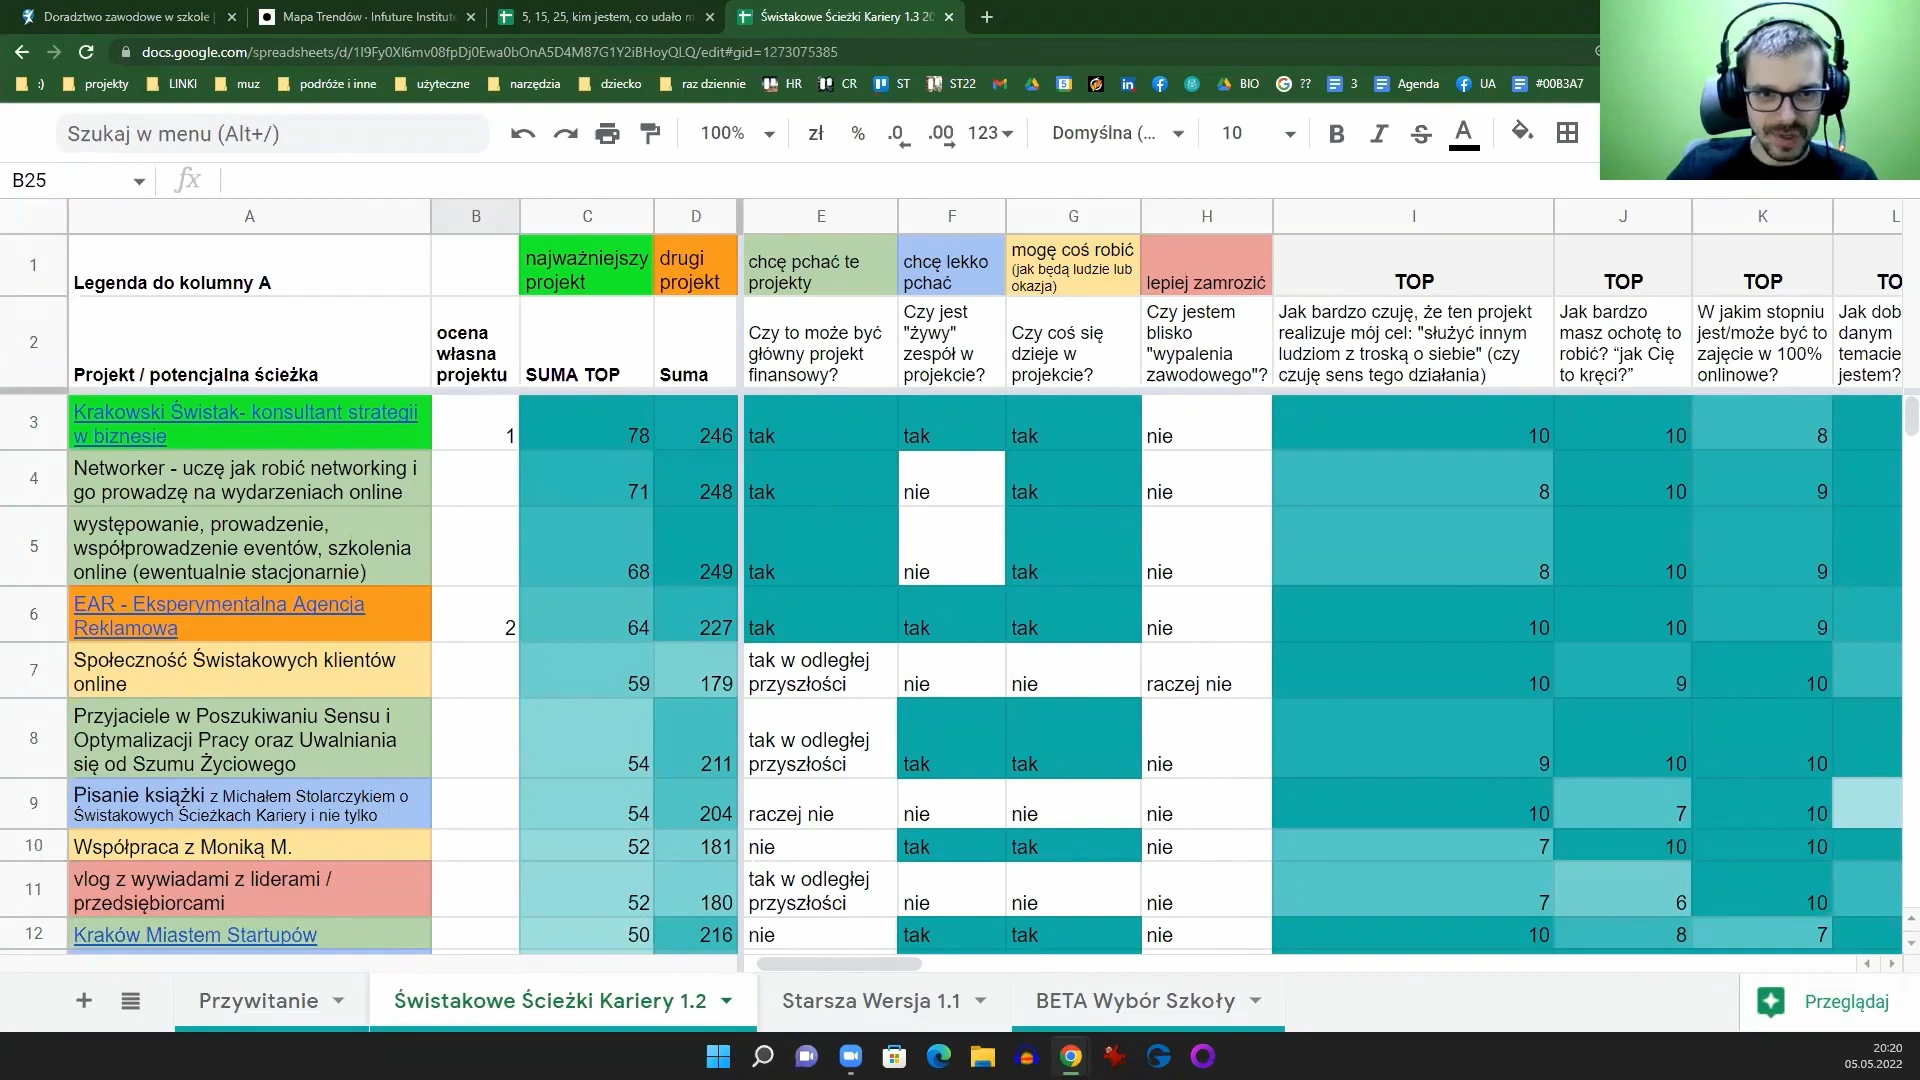 Doradztwo zawodowe w szkole |
Mapa Trendów · Infuture Institute
5, 15, 25, kim jestem, co udało m
Świstakowe Ścieżki Kariery 1.3 20
docs.google.com/spreadsheets/d/1I9Fy0Xl6mv08fpDj0Ewa0bOnA5D4M87G1Y2iBHoyQLQ/edit#gid=1273075385
:) projekty LINKI muz podróże i inne użyteczne narzędzia dziecko raz dziennie HR CR ST ST22 BIO ?? 3 Agenda UA #00B3A7
Szukaj w menu (Alt+/) 100% zł % .0 .00 123 Domyślna (... 10 B I S A
B25 fx
A B C D E F G H I J K L
1
Legenda do kolumny A
najważniejszy
projekt
drugi
projekt
chcę pchać te
projekty
chcę lekko
pchać
mogę coś robić
(jak będą ludzie lub
okazja)
lepiej zamrozić
TOP
TOP
TOP
TO
2
Projekt / potencjalna ścieżka
ocena
własna
projektu
SUMA TOP
Suma
Czy to może być
główny projekt
finansowy?
Czy jest
"żywy"
zespół w
projekcie?
Czy coś się
dzieje w
projekcie?
Czy jestem
blisko
"wypalenia
zawodowego"?
Jak bardzo czuję, że ten projekt
realizuje mój cel: "służyć innym
ludziom z troską o siebie" (czy
czuję sens tego działania)
Jak bardzo
masz ochotę to
robić? “jak Cię
to kręci?”
W jakim stopniu
jest/może być to
zajęcie w 100%
onlinowe?
Jak dob
danym
temacie
jestem?
3
Krakowski Świstak- konsultant strategii
w biznesie
1 78 246 tak tak tak nie 10 10 8
4
Networker - uczę jak robić networking i
go prowadzę na wydarzeniach online
71 248 tak nie tak nie 8 10 9
5
występowanie, prowadzenie,
współprowadzenie eventów, szkolenia
online (ewentualnie stacjonarnie)
68 249 tak nie tak nie 8 10 9
6
EAR - Eksperymentalna Agencja
Reklamowa
2 64 227 tak tak tak nie 10 10 9
7
Społeczność Świstakowych klientów
online
59 179
tak w odległej
przyszłości
nie nie raczej nie 10 9 10
8
Przyjaciele w Poszukiwaniu Sensu i
Optymalizacji Pracy oraz Uwalniania
się od Szumu Życiowego
54 211
tak w odległej
przyszłości
tak tak nie 9 10 10
9
Pisanie książki z Michałem Stolarczykiem o
Świstakowych Ścieżkach Kariery i nie tylko
54 204 raczej nie nie nie nie 10 7 10
10 Współpraca z Moniką M. 52 181 nie tak tak nie 7 10 10
11
vlog z wywiadami z liderami /
przedsiębiorcami
52 180
tak w odległej
przyszłości
nie nie nie 7 6 10
12 Kraków Miastem Startupów 50 216 nie tak tak nie 10 8 7
Przywitanie
Świstakowe Ścieżki Kariery 1.2
Starsza Wersja 1.1
BETA Wybór Szkoły
Przeglądaj
20:20
05.05.2022